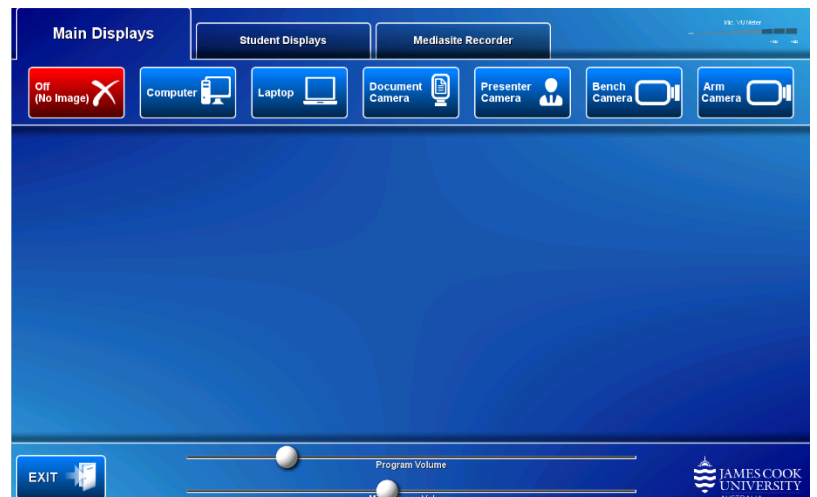 Main Displays
Student Displays
Mediasite Recorder
Mic. VU Meter
Off
(No Image)
Computer
Laptop
Document
Camera
Presenter
Camera
Bench
Camera
Arm
Camera
Program Volume
EXIT
JAMES COOK
UNIVERSITY
AUSTRALIA